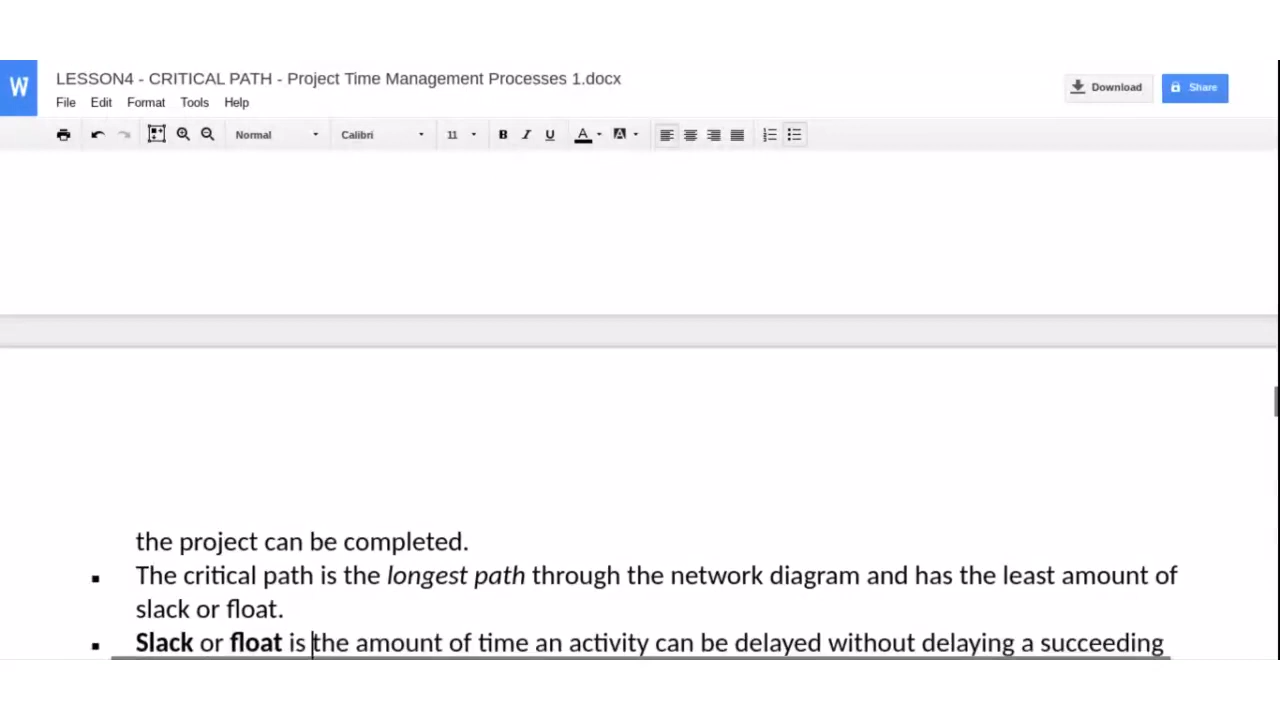 W
LESSON4 - CRITICAL PATH - Project Time Management Processes 1.docx
File Edit Format Tools Help
Download
Share
Normal Calibri 11 B I U A A
the project can be completed.
▪ The critical path is the longest path through the network diagram and has the least amount of
slack or float.
▪ Slack or float is the amount of time an activity can be delayed without delaying a succeeding